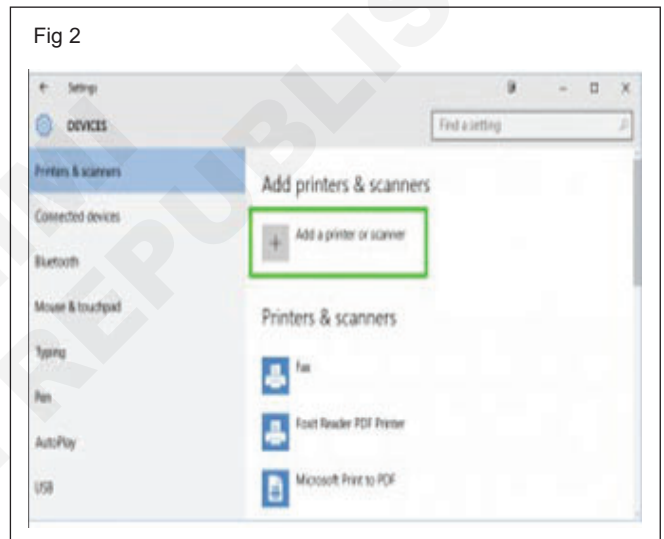 Fig 2
Settings
DEVICES
Find a setting
Printers & scanners
Connected devices
Bluetooth
Mouse & touchpad
Typing
Pen
AutoPlay
USB
Add printers & scanners
Add a printer or scanner
Printers & scanners
Fax
Foxit Reader PDF Printer
Microsoft Print to PDF